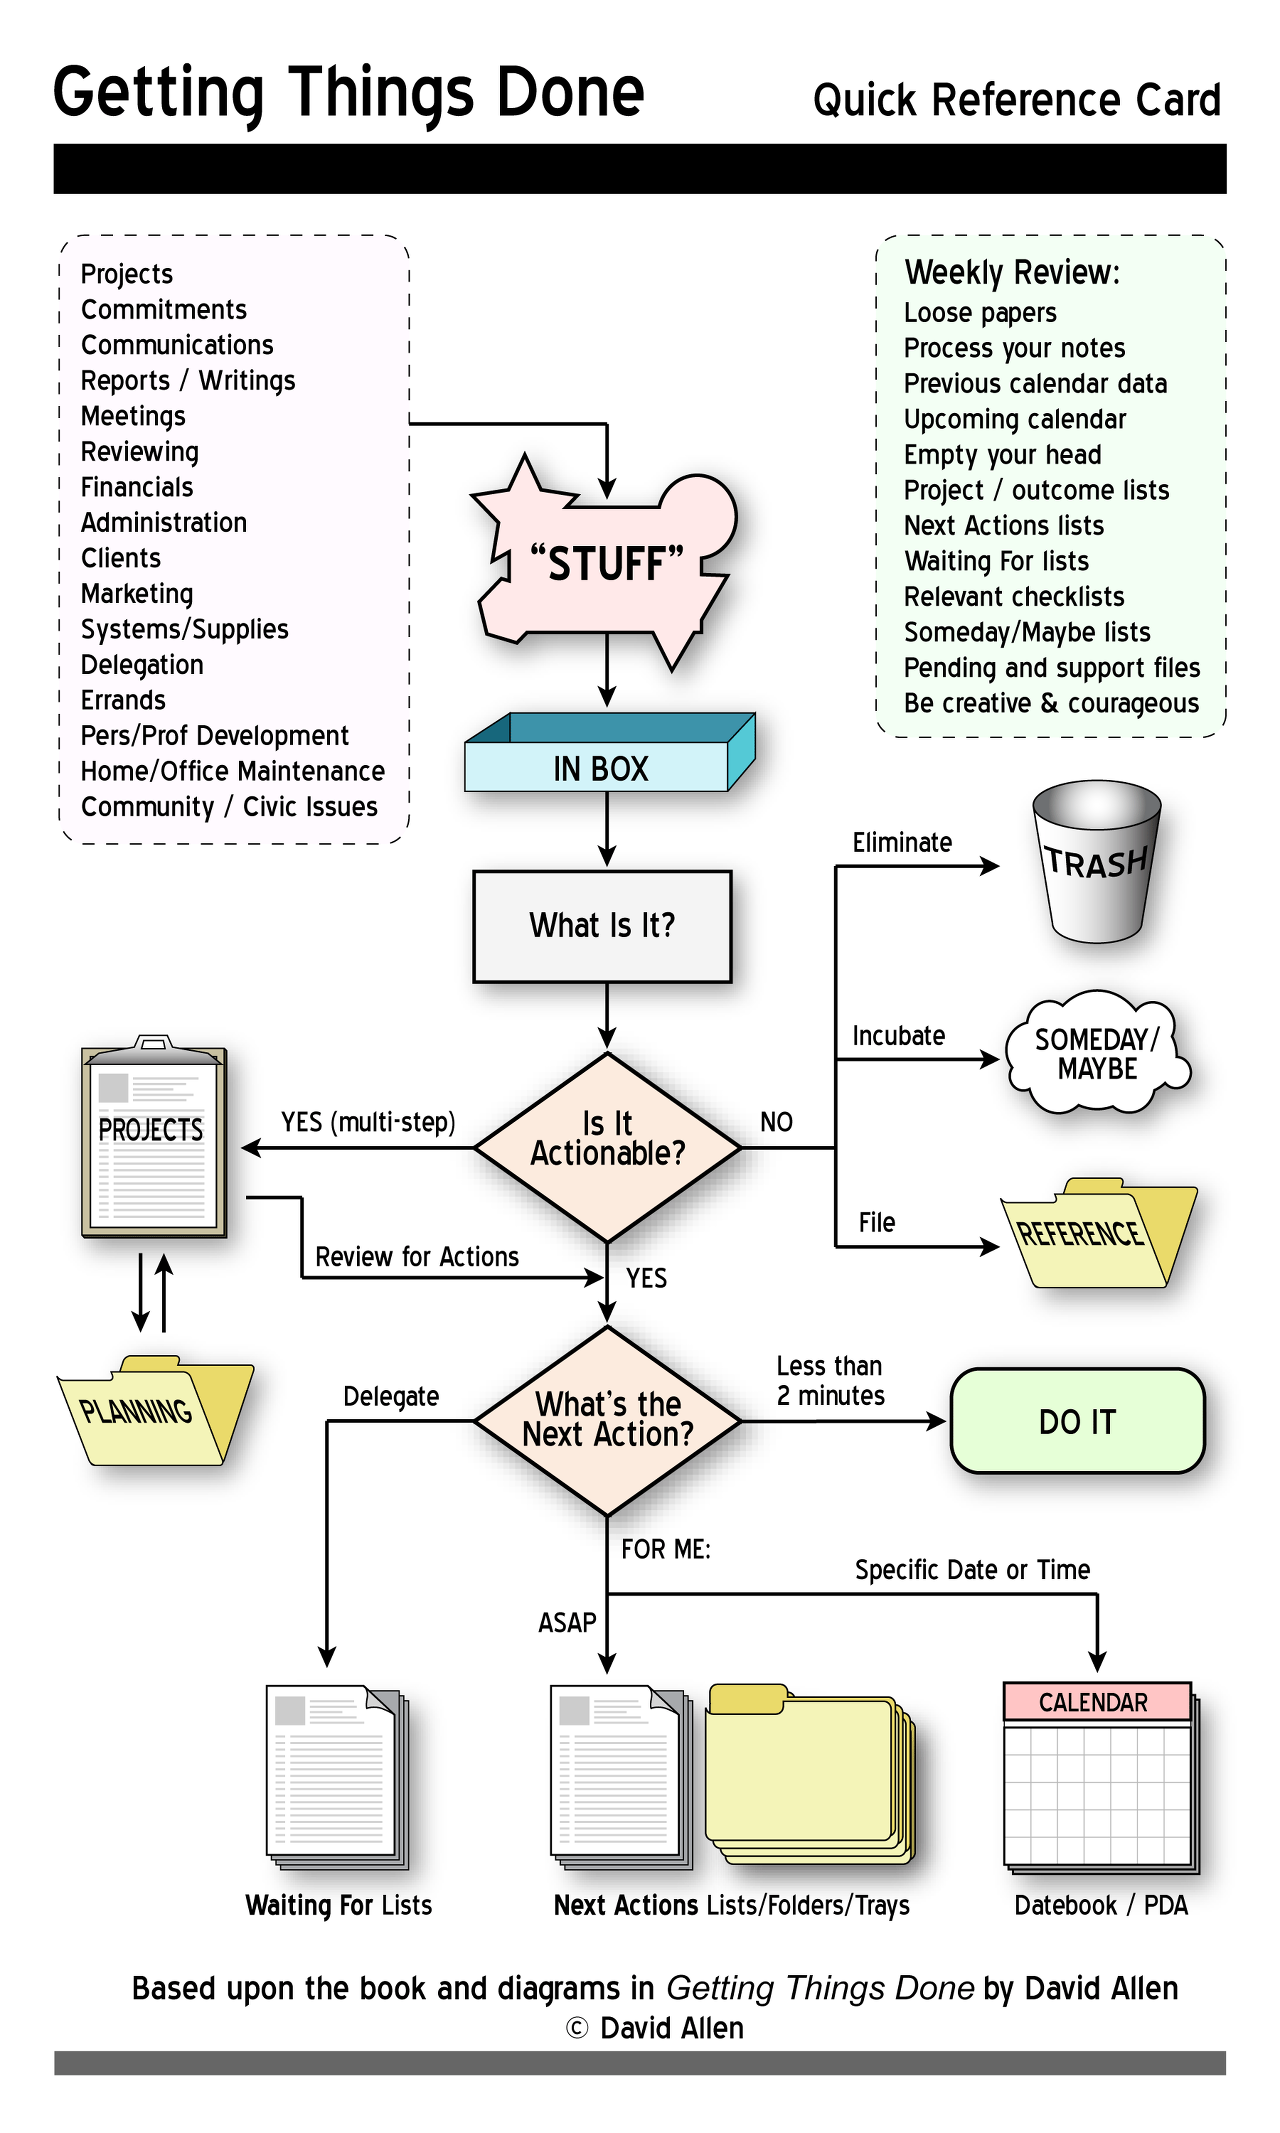 Getting Things Done
Quick Reference Card
Projects
Commitments
Communications
Reports / Writings
Meetings
Reviewing
Financials
Administration
Clients
Marketing
Systems/Supplies
Delegation
Errands
Pers/Prof Development
Home/Office Maintenance
Community / Civic Issues
Weekly Review:
Loose papers
Process your notes
Previous calendar data
Upcoming calendar
Empty your head
Project / outcome lists
Next Actions lists
Waiting For lists
Relevant checklists
Someday/Maybe lists
Pending and support files
Be creative & courageous
“STUFF”
IN BOX
What Is It?
Eliminate
TRASH
Incubate
SOMEDAY/
MAYBE
Is It
Actionable?
YES (multi-step)
NO
PROJECTS
File
REFERENCE
Review for Actions
YES
PLANNING
Delegate
What's the
Next Action?
Less than
2 minutes
DO IT
FOR ME:
Specific Date or Time
ASAP
CALENDAR
Waiting For Lists
Next Actions Lists/Folders/Trays
Datebook / PDA
Based upon the book and diagrams in Getting Things Done by David Allen
© David Allen